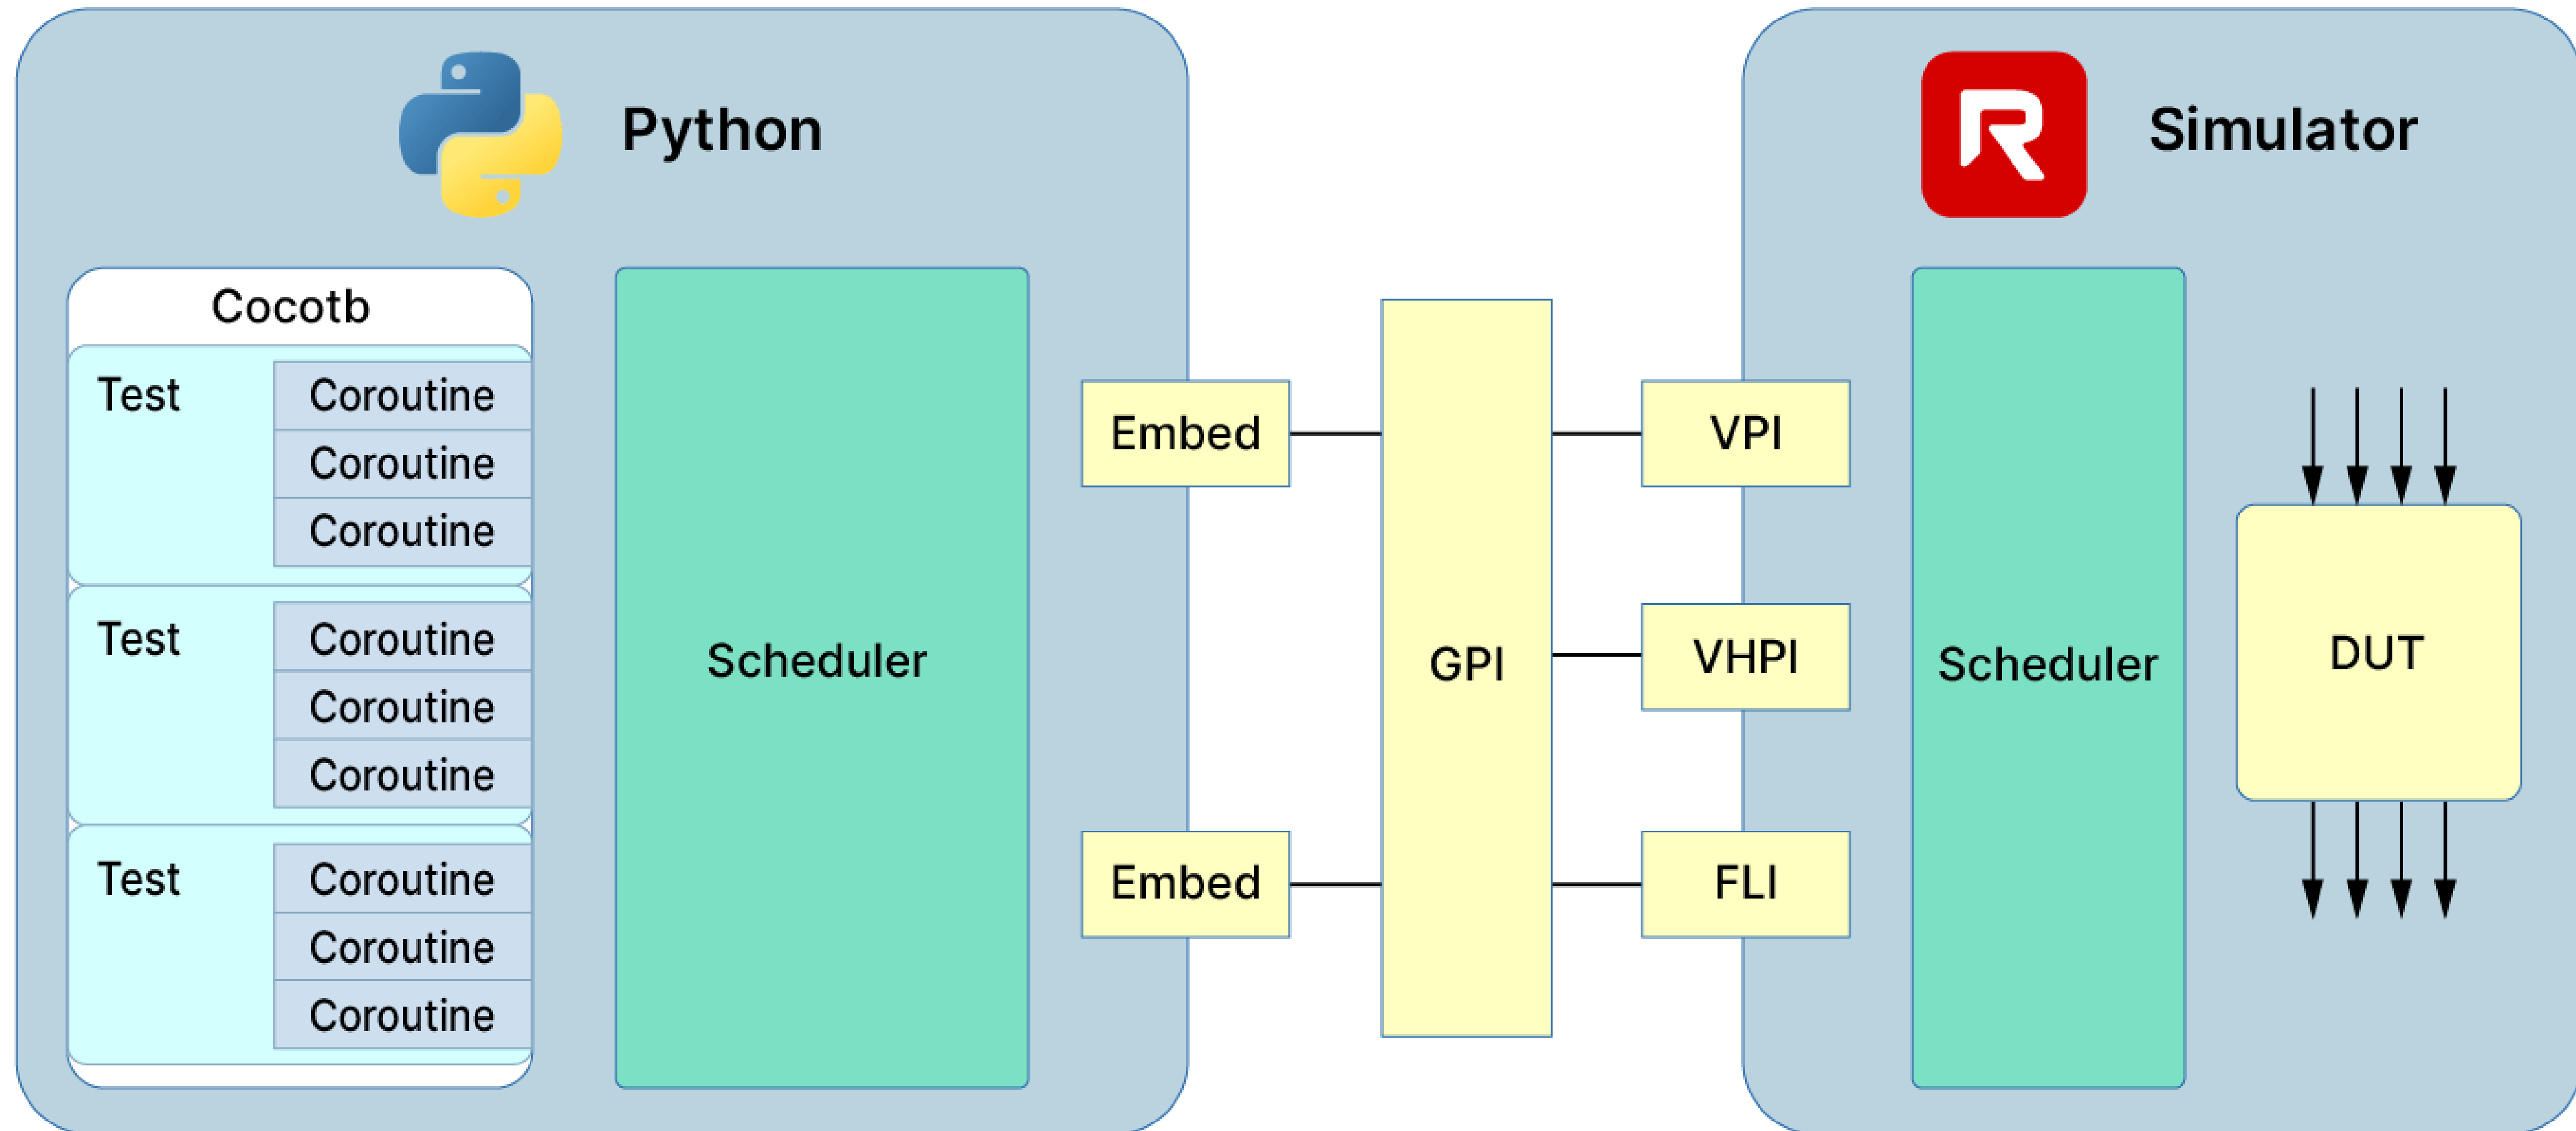 Python
Cocotb
Test
Coroutine
Coroutine
Coroutine
Test
Coroutine
Coroutine
Coroutine
Test
Coroutine
Coroutine
Coroutine
Scheduler
Embed
Embed
GPI
VPI
VHPI
FLI
R
Simulator
Scheduler
DUT